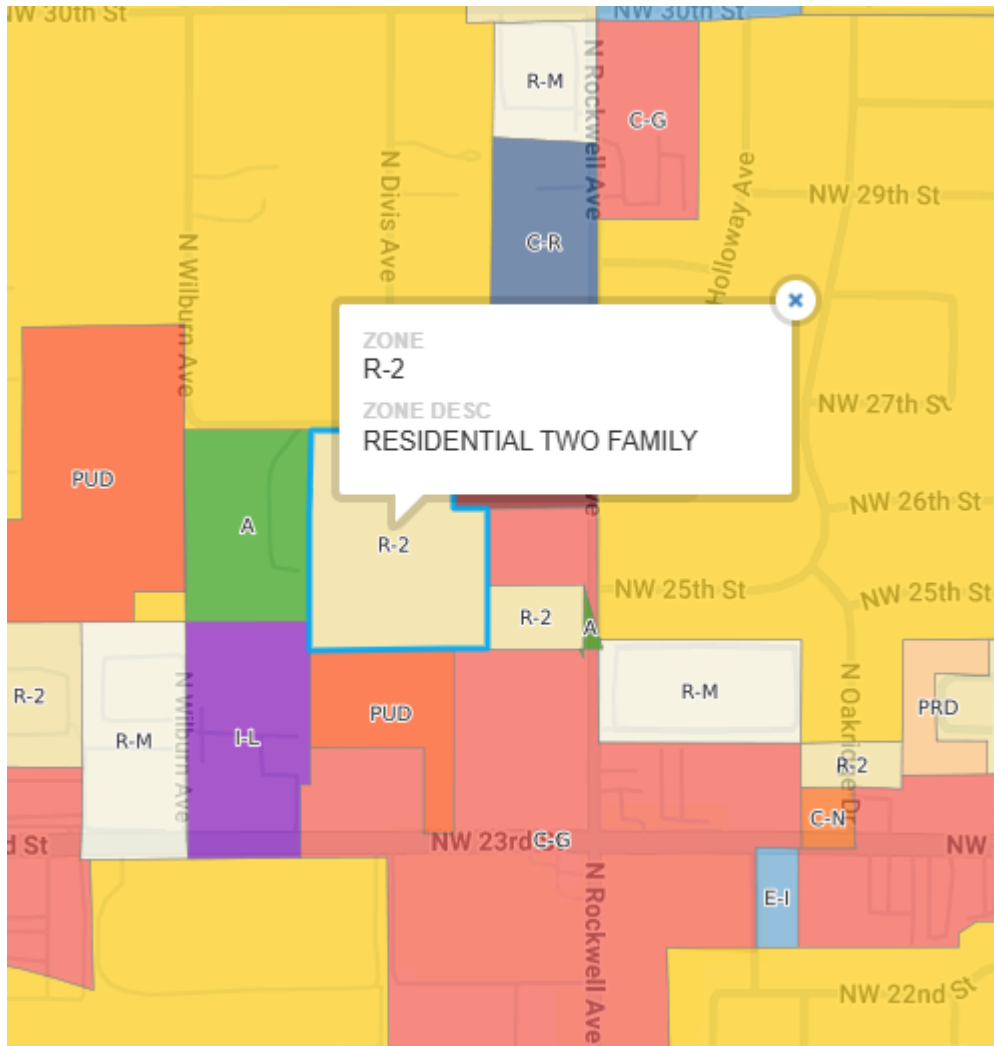 NW 30th St
NW 30th St
R-M
N Rockwell Ave
C-G
N Divis Ave
Holloway Ave
NW 29th St
N Wilburn Ave
C-R
ZONE
R-2
ZONE DESC
RESIDENTIAL TWO FAMILY
NW 27th St
PUD
NW 26th St
A
R-2
NW 25th St
NW 25th St
R-2
A
N Wilburn Ave
R-2
R-M
N Oakridge Dr
PRD
PUD
R-M
I-L
R-2
C-N
d St
NW 23rd St
C-G
NW
N Rockwell Ave
E-I
NW 22nd St